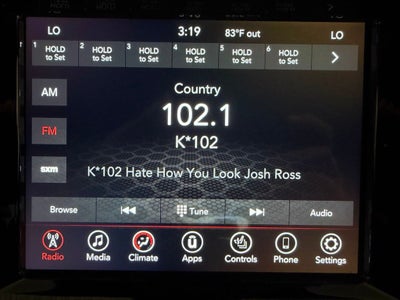 LO 3:19 83°F out LO
1 HOLD to Set 2 HOLD to Set 3 HOLD to Set 4 HOLD to Set 5 HOLD to Set 6 HOLD to Set
AM
Country
102.1
FM
K*102
sxm
K*102 Hate How You Look Josh Ross
Browse Tune Audio
Radio Media Climate Apps Controls Phone Settings